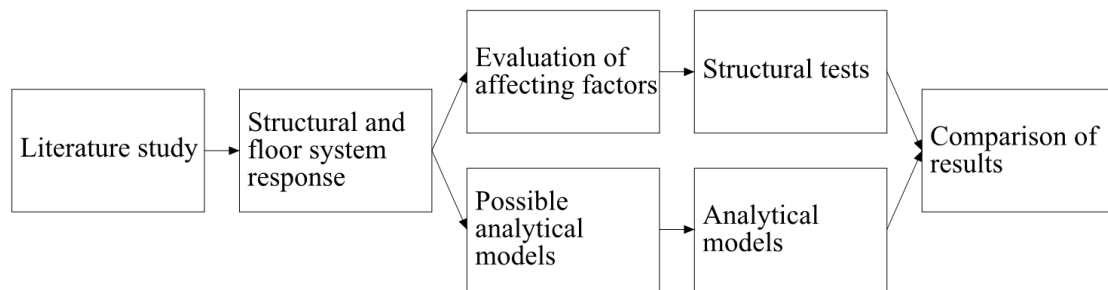 Literature study
Structural and
floor system
response
Evaluation of
affecting factors
Structural tests
Possible
analytical
models
Analytical
models
Comparison of
results